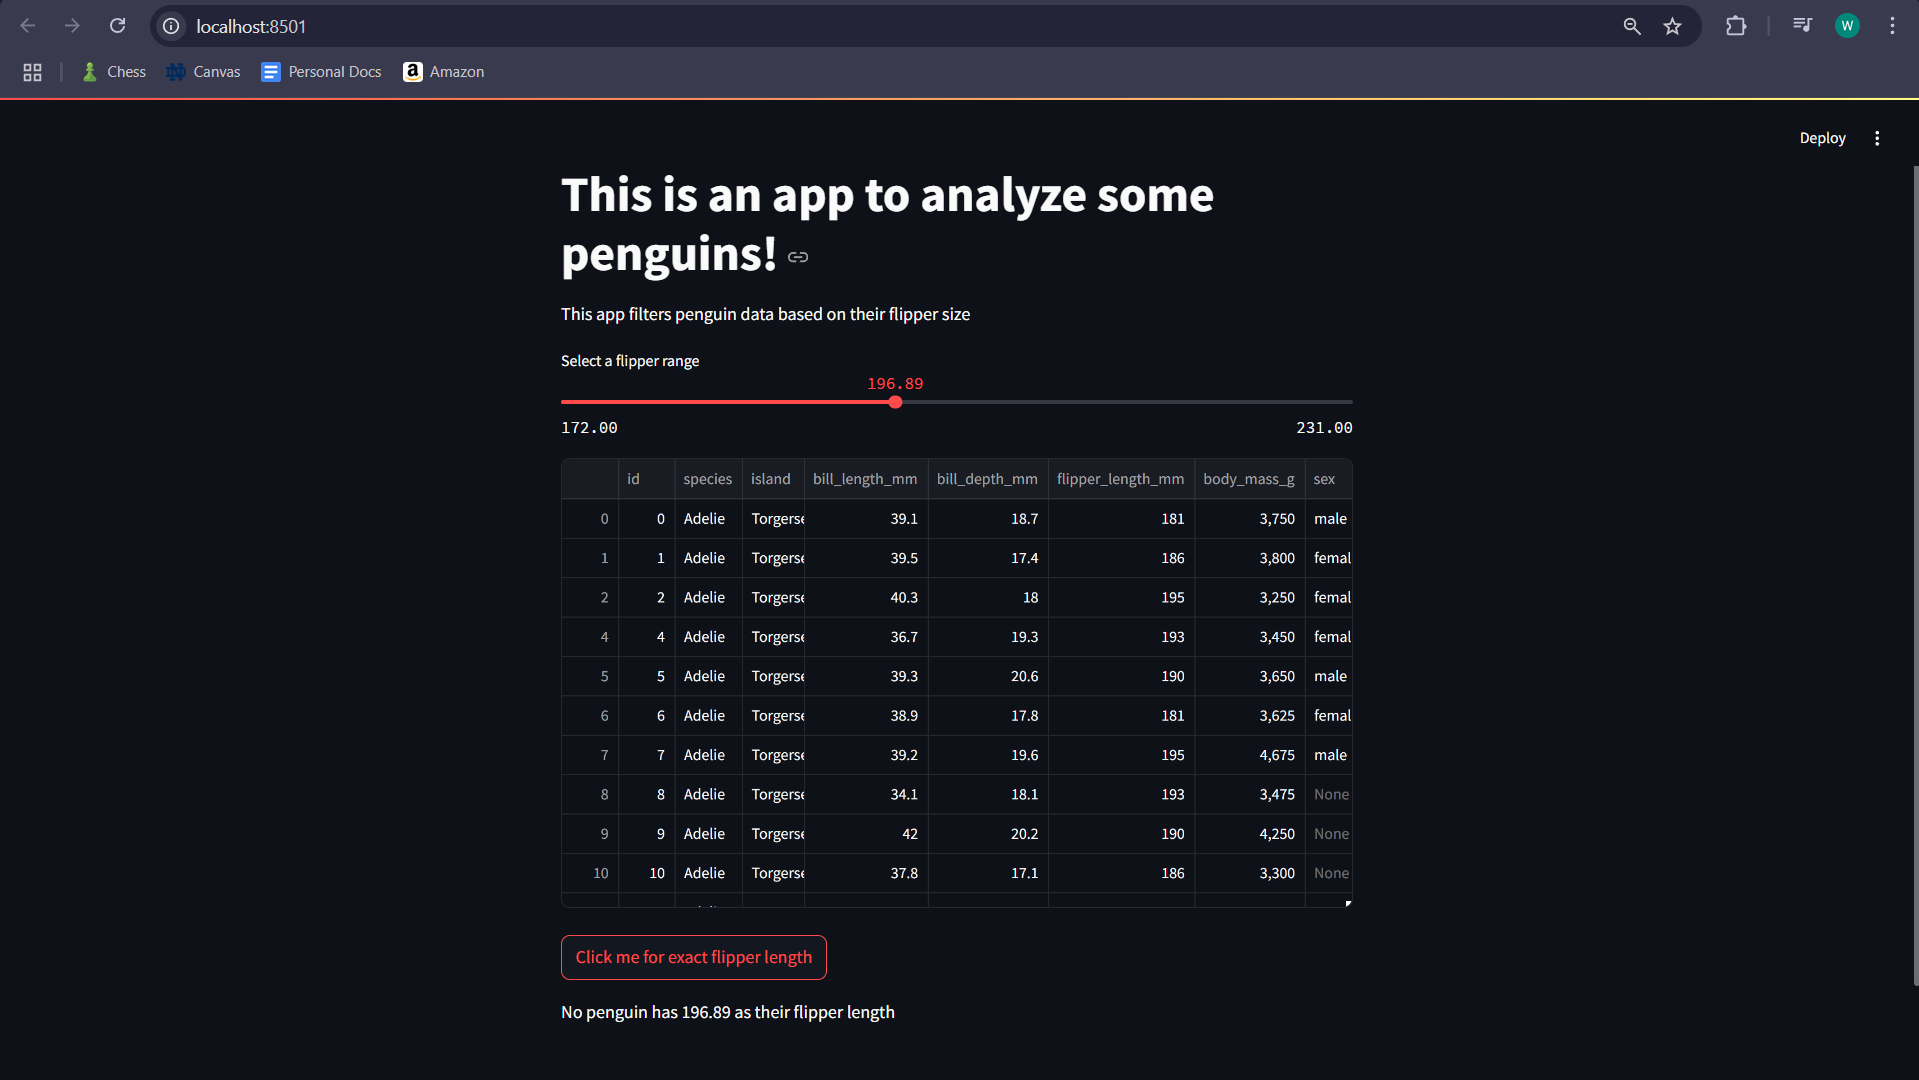 localhost:8501
W
Chess
Canvas
Personal Docs
a Amazon
Deploy
This is an app to analyze some
penguins!
This app filters penguin data based on their flipper size
Select a flipper range
196.89
172.00 231.00
id species island bill_length_mm bill_depth_mm flipper_length_mm body_mass_g sex
0 0 Adelie Torgerse 39.1 18.7 181 3,750 male
1 1 Adelie Torgerse 39.5 17.4 186 3,800 femal
2 2 Adelie Torgerse 40.3 18 195 3,250 femal
4 4 Adelie Torgerse 36.7 19.3 193 3,450 femal
5 5 Adelie Torgerse 39.3 20.6 190 3,650 male
6 6 Adelie Torgerse 38.9 17.8 181 3,625 femal
7 7 Adelie Torgerse 39.2 19.6 195 4,675 male
8 8 Adelie Torgerse 34.1 18.1 193 3,475 None
9 9 Adelie Torgerse 42 20.2 190 4,250 None
10 10 Adelie Torgerse 37.8 17.1 186 3,300 None
Click me for exact flipper length
No penguin has 196.89 as their flipper length